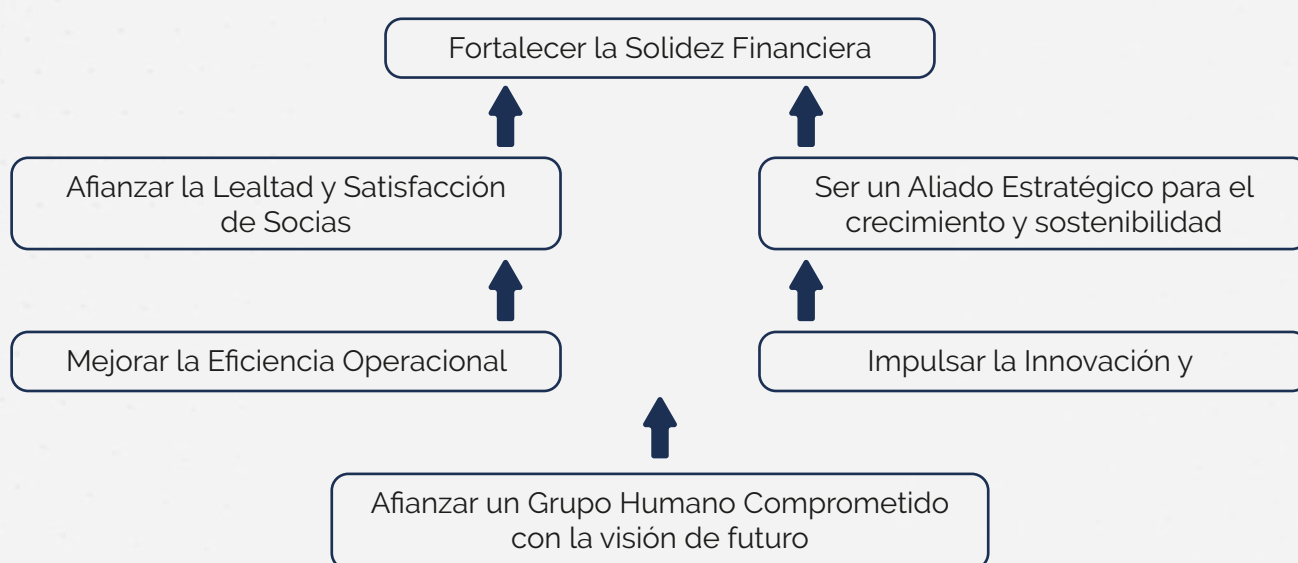 Fortalecer la Solidez Financiera
Afianzar la Lealtad y Satisfacción
de Socias
Ser un Aliado Estratégico para el
crecimiento y sostenibilidad
Mejorar la Eficiencia Operacional
Impulsar la Innovación y
Afianzar un Grupo Humano Comprometido
con la visión de futuro